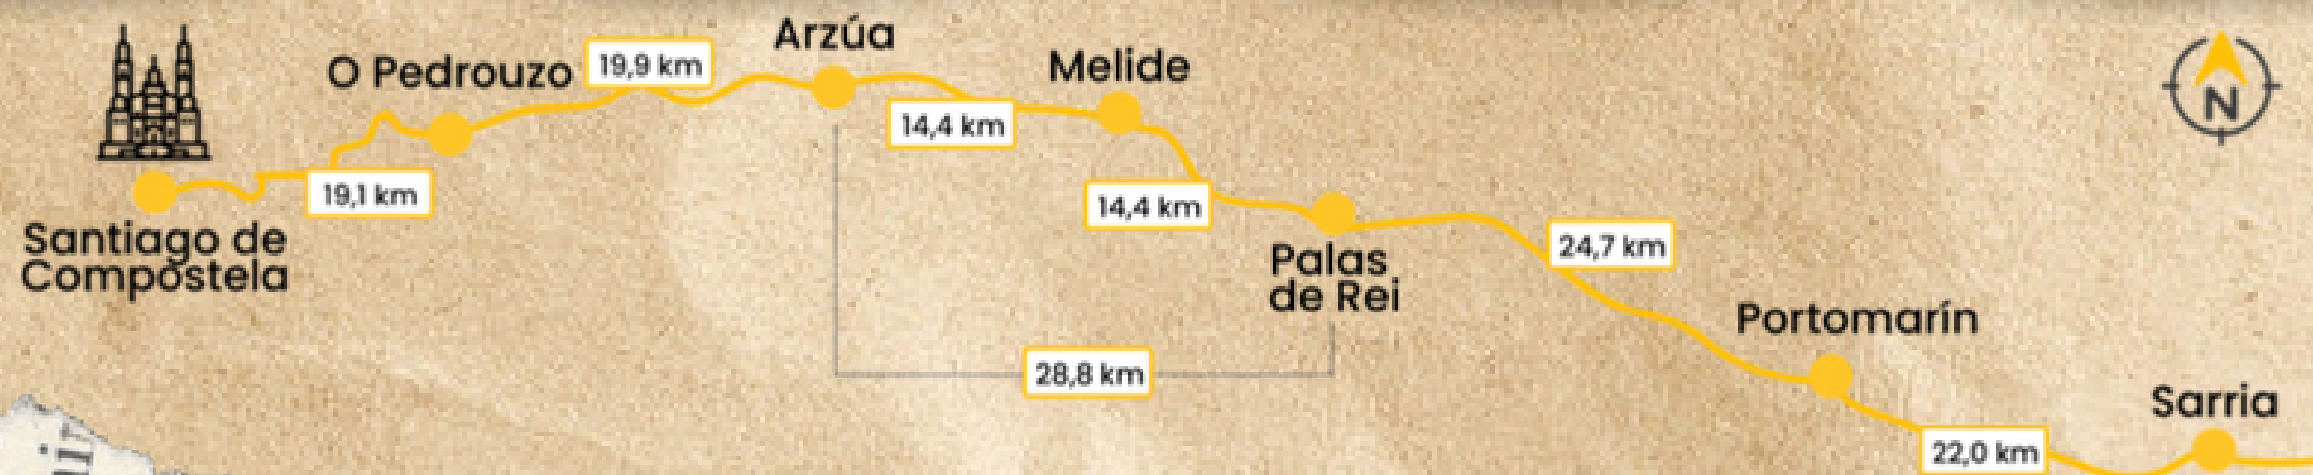 Arzúa
O Pedrouzo
19,9 km
Melide
N
14,4 km
19,1 km
14,4 km
Santiago de
Compostela
24,7 km
Palas
de Rei
Portomarín
28,8 km
Sarria
22,0 km